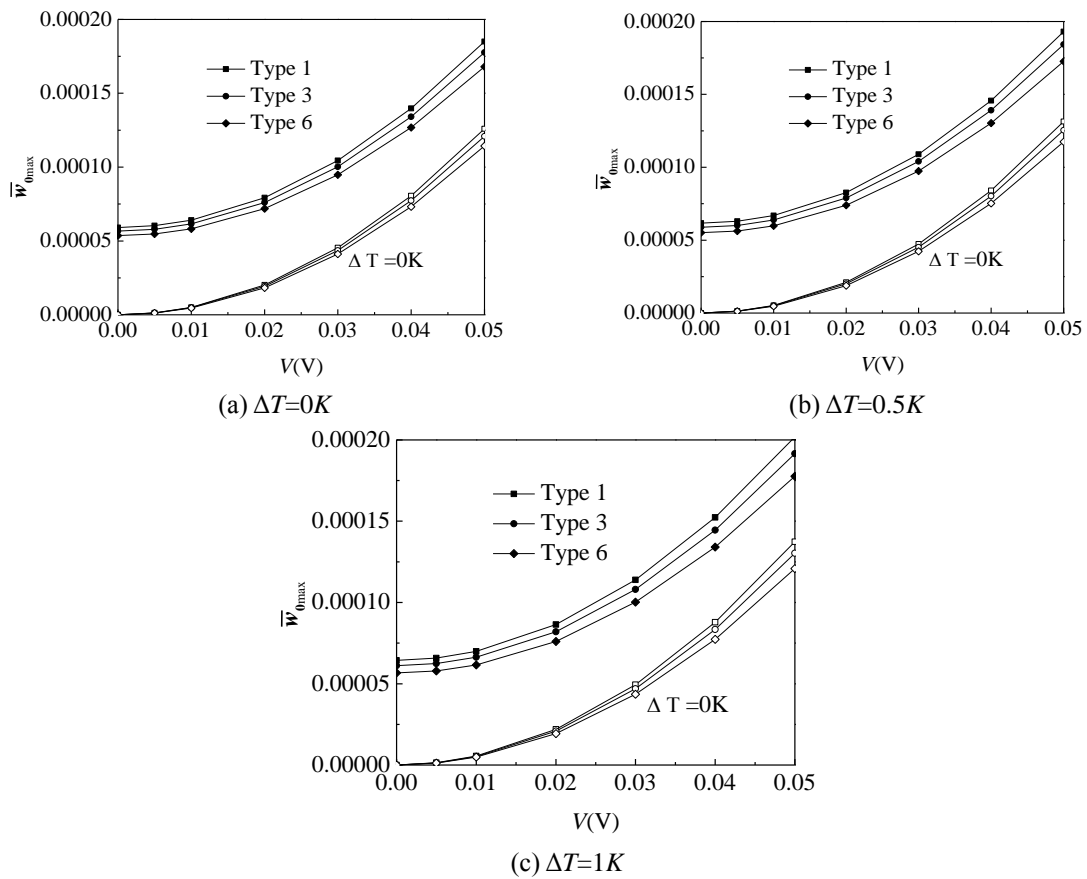 0.00020
0.00015
0.00010
0.00005
0.00000
w̅0max
Type 1
Type 3
Type 6
Δ T =0K
0.00 0.01 0.02 0.03 0.04 0.05
V(V)
(a) ΔT=0K
0.00020
0.00015
0.00010
0.00005
0.00000
w̅0max
Type 1
Type 3
Type 6
Δ T =0K
0.00 0.01 0.02 0.03 0.04 0.05
V(V)
(b) ΔT=0.5K
0.00020
0.00015
0.00010
0.00005
0.00000
w̅0max
Type 1
Type 3
Type 6
Δ T =0K
0.00 0.01 0.02 0.03 0.04 0.05
V(V)
(c) ΔT=1K